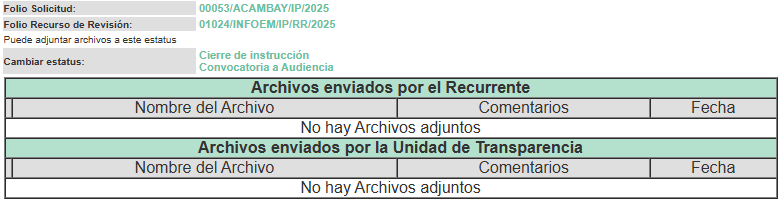 Folio Solicitud: 00053/ACAMBAY/IP/2025
Folio Recurso de Revisión: 01024/INFOEM/IP/RR/2025
Puede adjuntar archivos a este estatus
Cambiar estatus: Cierre de instrucción
Convocatoria a Audiencia
Archivos enviados por el Recurrente
Nombre del Archivo Comentarios Fecha
No hay Archivos adjuntos
Archivos enviados por la Unidad de Transparencia
Nombre del Archivo Comentarios Fecha
No hay Archivos adjuntos